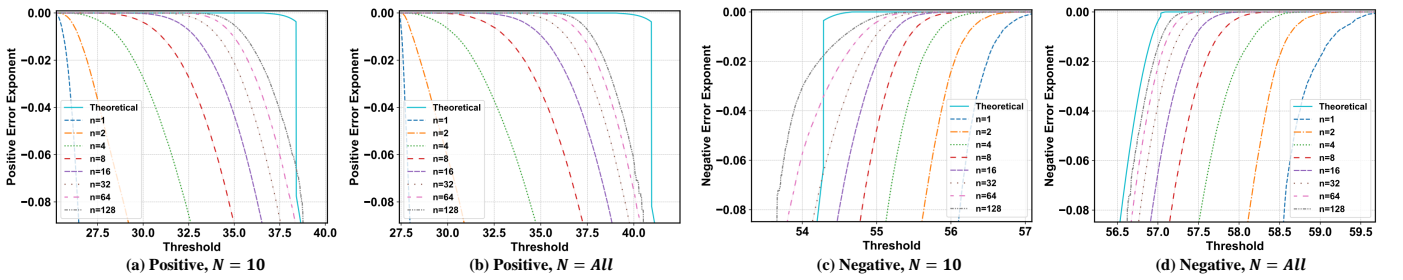 Positive Error Exponent
0.00
−0.02
−0.04
−0.06
−0.08
Theoretical
n=1
n=2
n=4
n=8
n=16
n=32
n=64
n=128
27.5 30.0 32.5 35.0 37.5 40.0
Threshold
(a) Positive, N = 10
Positive Error Exponent
0.00
−0.02
−0.04
−0.06
−0.08
Theoretical
n=1
n=2
n=4
n=8
n=16
n=32
n=64
n=128
27.5 30.0 32.5 35.0 37.5 40.0
Threshold
(b) Positive, N = All
Negative Error Exponent
0.00
−0.02
−0.04
−0.06
−0.08
Theoretical
n=1
n=2
n=4
n=8
n=16
n=32
n=64
n=128
54 55 56 57
Threshold
(c) Negative, N = 10
Negative Error Exponent
0.00
−0.02
−0.04
−0.06
−0.08
Theoretical
n=1
n=2
n=4
n=8
n=16
n=32
n=64
n=128
56.5 57.0 57.5 58.0 58.5 59.0 59.5
Threshold
(d) Negative, N = All